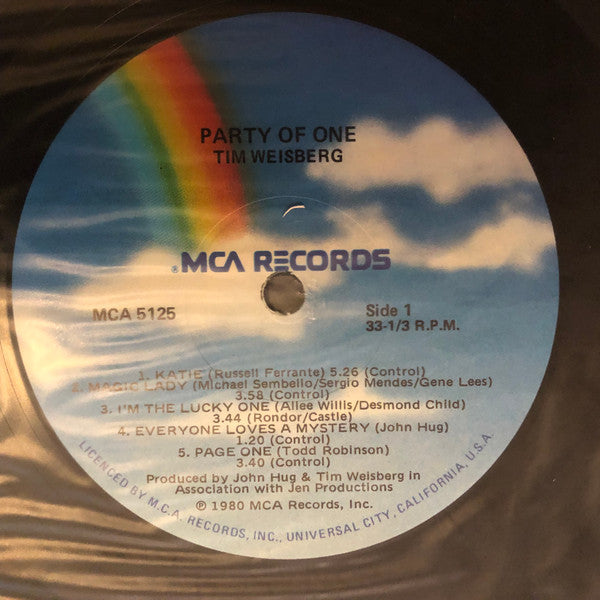 PARTY OF ONE
TIM WEISBERG
®MCA RECORDS
MCA 5125
Side 1
33-1/3 R.P.M.
1. KATIE (Russell Ferrante) 5.26 (Control)
2. MAGIC LADY (Michael Sembello/Sergio Mendes/Gene Lees)
3.58 (Control)
3. I'M THE LUCKY ONE (Allee Willis/Desmond Child)
3.44 (Rondor/Castle)
4. EVERYONE LOVES A MYSTERY (John Hug)
1.20 (Control)
5. PAGE ONE (Todd Robinson)
3.40 (Control)
Produced by John Hug & Tim Weisberg in
Association with Jen Productions
℗ 1980 MCA Records, Inc.
LICENCED BY M.C.A. RECORDS, INC., UNIVERSAL CITY, CALIFORNIA, U.S.A.